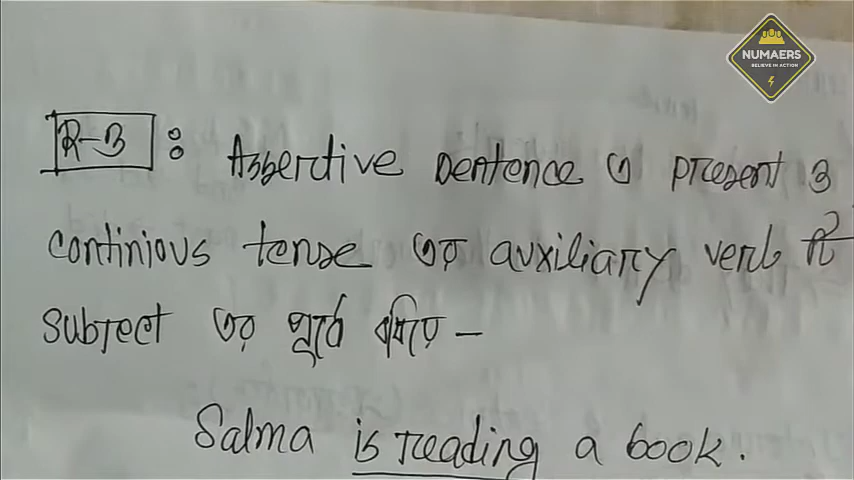 NUMAERS
BELIEVE IN ACTION
R-3 : Assertive sentence এ present ও
continious tense এর auxiliary verb টি
subject এর পূর্বে বসিবে –
Salma is reading a book.